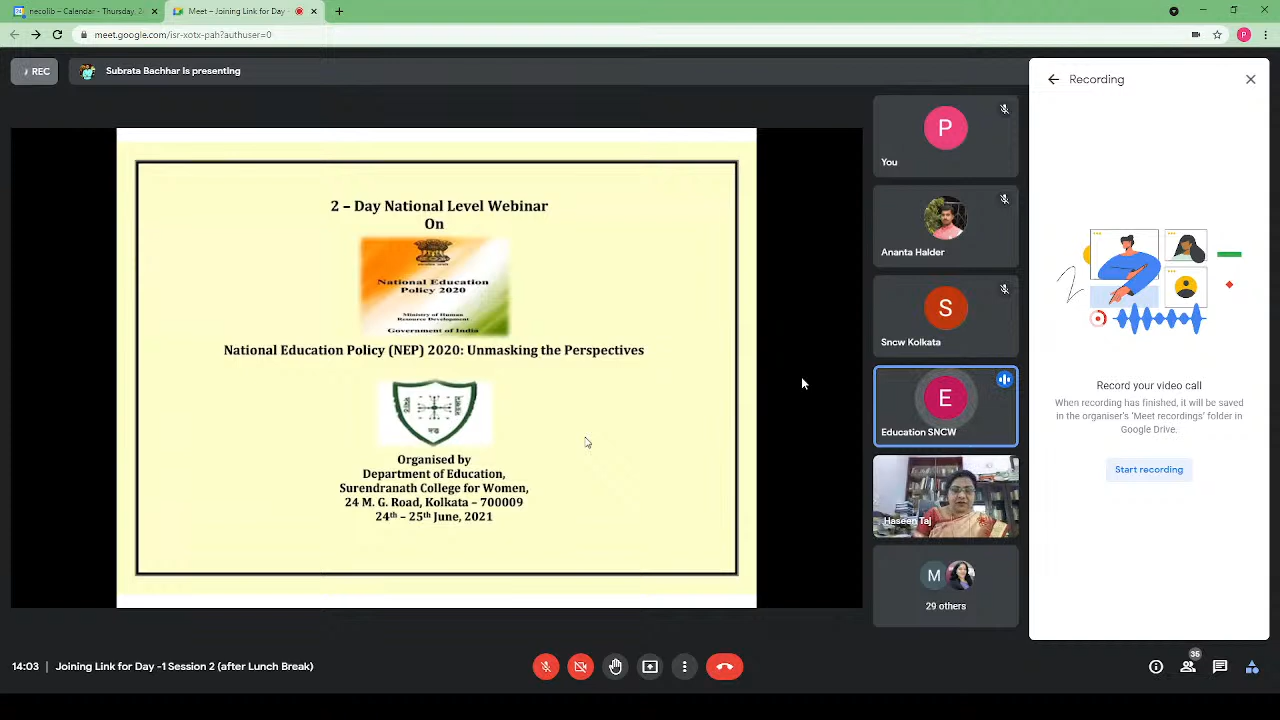 necolib – Calendar - Thursday, 2
Meet – Joining Link for Day -
meet.google.com/isr-xotx-pah?authuser=0
P
REC
Subrata Bachhar is presenting
Recording
2 – Day National Level Webinar
On
National Education
Policy 2020
Ministry of Human
Resource Development
Government of India
National Education Policy (NEP) 2020: Unmasking the Perspectives
Organised by
Department of Education,
Surendranath College for Women,
24 M. G. Road, Kolkata – 700009
24th – 25th June, 2021
P
You
Ananta Halder
S
Sncw Kolkata
E
Education SNCW
Haseen Taj
M
29 others
Record your video call
When recording has finished, it will be saved
in the organiser's 'Meet recordings' folder in
Google Drive.
Start recording
14:03 | Joining Link for Day -1 Session 2 (after Lunch Break)
35